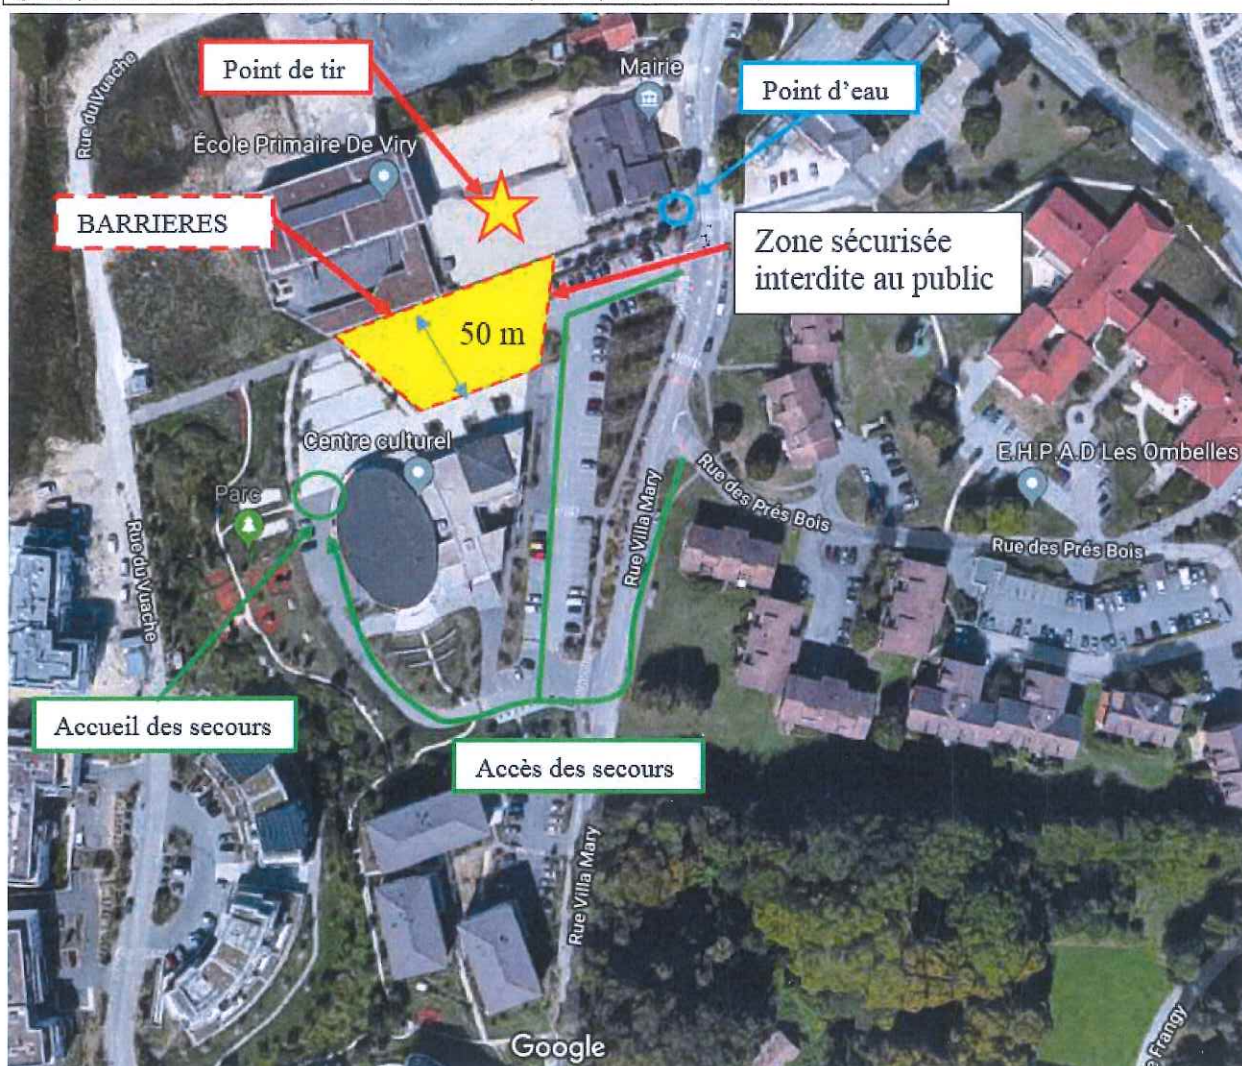 Point de tir
Mairie
Point d'eau
Rue du Vuache
École Primaire De Viry
BARRIERES
Zone sécurisée
interdite au public
50 m
Centre culturel
E.H.P.A.D Les Ombelles
Parc
Rue des Prés Bois
Rue Villa Mary
Rue des Prés Bois
Rue du Vuache
Accueil des secours
Accès des secours
Rue Villa Mary
Google
Frangy